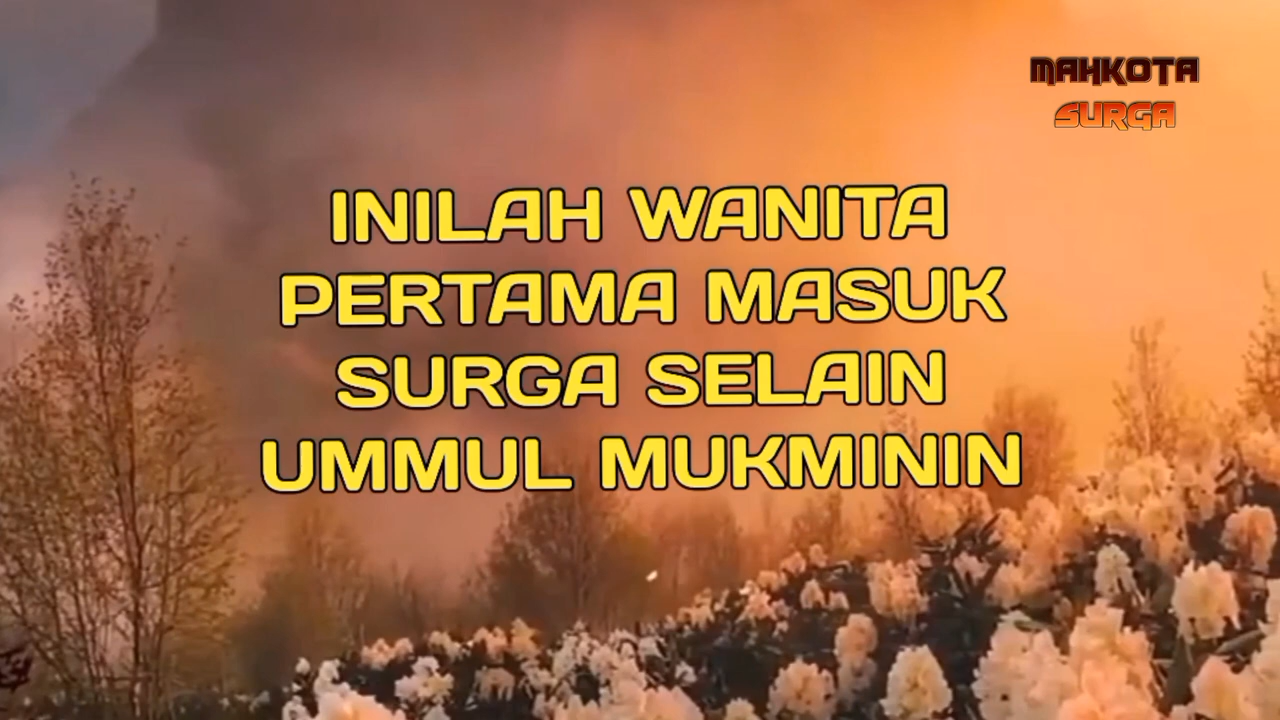 MAHKOTA
SURGA
INILAH WANITA
PERTAMA MASUK
SURGA SELAIN
UMMUL MUKMININ